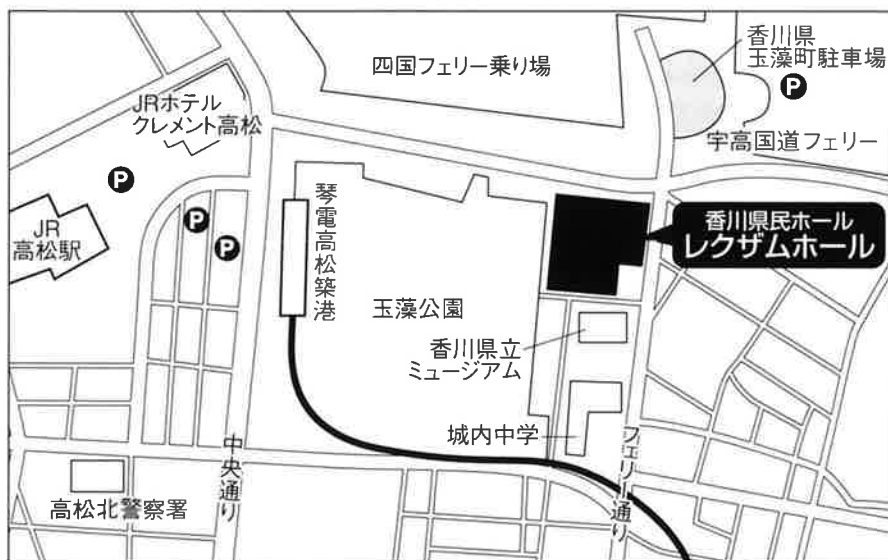 香川県
玉藻町駐車場
P
四国フェリー乗り場
JRホテル
クレメント高松
宇高国道フェリー
P
JR
高松駅
P
P
琴電高松築港
香川県民ホール
レクザムホール
玉藻公園
香川県立
ミュージアム
城内中学
中央通り
フェリー通り
高松北警察署